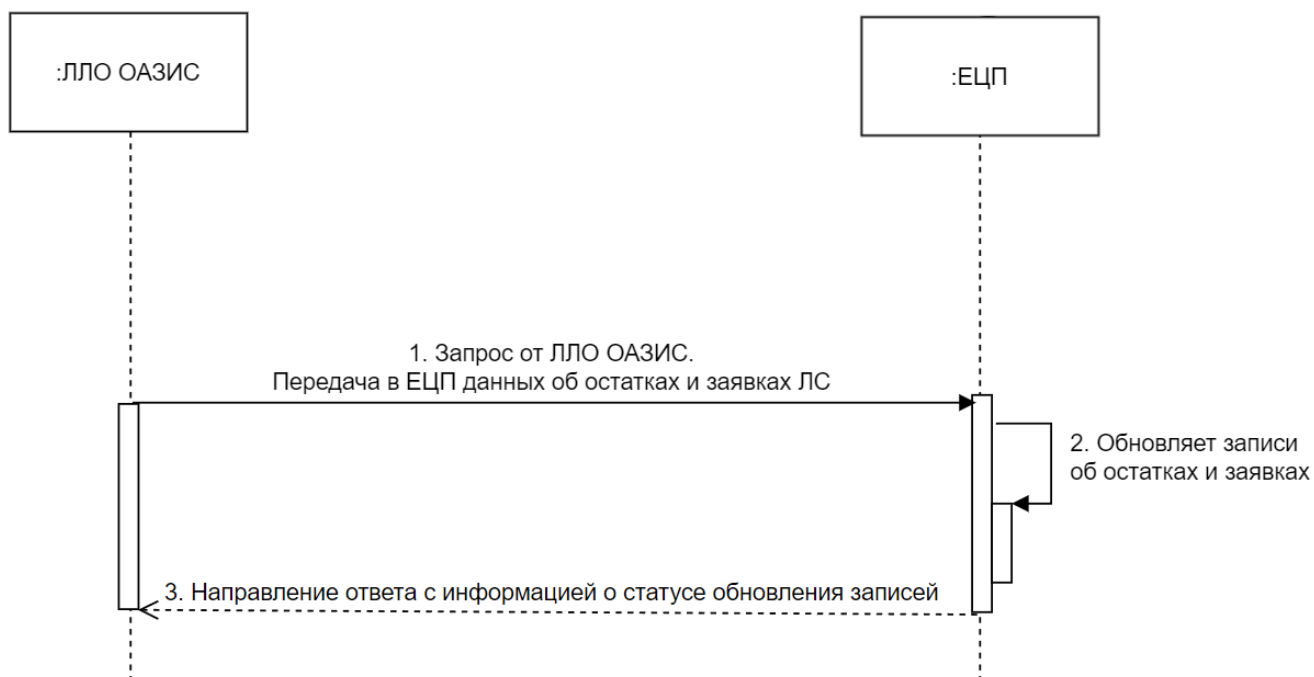 :ЛЛО ОАЗИС
:ЕЦП
1. Запрос от ЛЛО ОАЗИС.
Передача в ЕЦП данных об остатках и заявках ЛС
2. Обновляет записи
об остатках и заявках
3. Направление ответа с информацией о статусе обновления записей